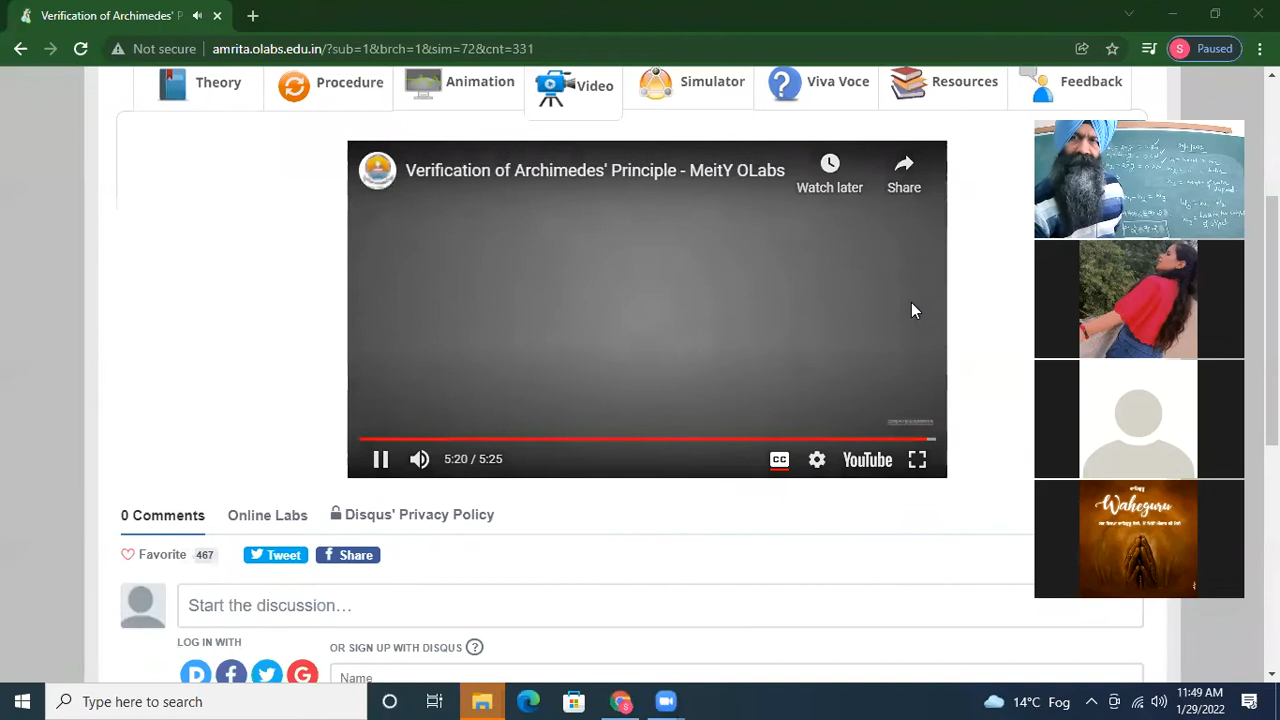 Verification of Archimedes' P
Not secure
amrita.olabs.edu.in/?sub=1&brch=1&sim=72&cnt=331
S
Paused
Theory
Procedure
Animation
Video
Simulator
Viva Voce
Resources
Feedback
Verification of Archimedes' Principle - MeitY OLabs
Watch later
Share
5:20 / 5:25
CC
YouTube
0 Comments
Online Labs
Disqus' Privacy Policy
Favorite
467
Tweet
Share
Start the discussion…
LOG IN WITH
OR SIGN UP WITH DISQUS
?
Name
Waheguru
Type here to search
14°C Fog
11:49 AM
1/29/2022